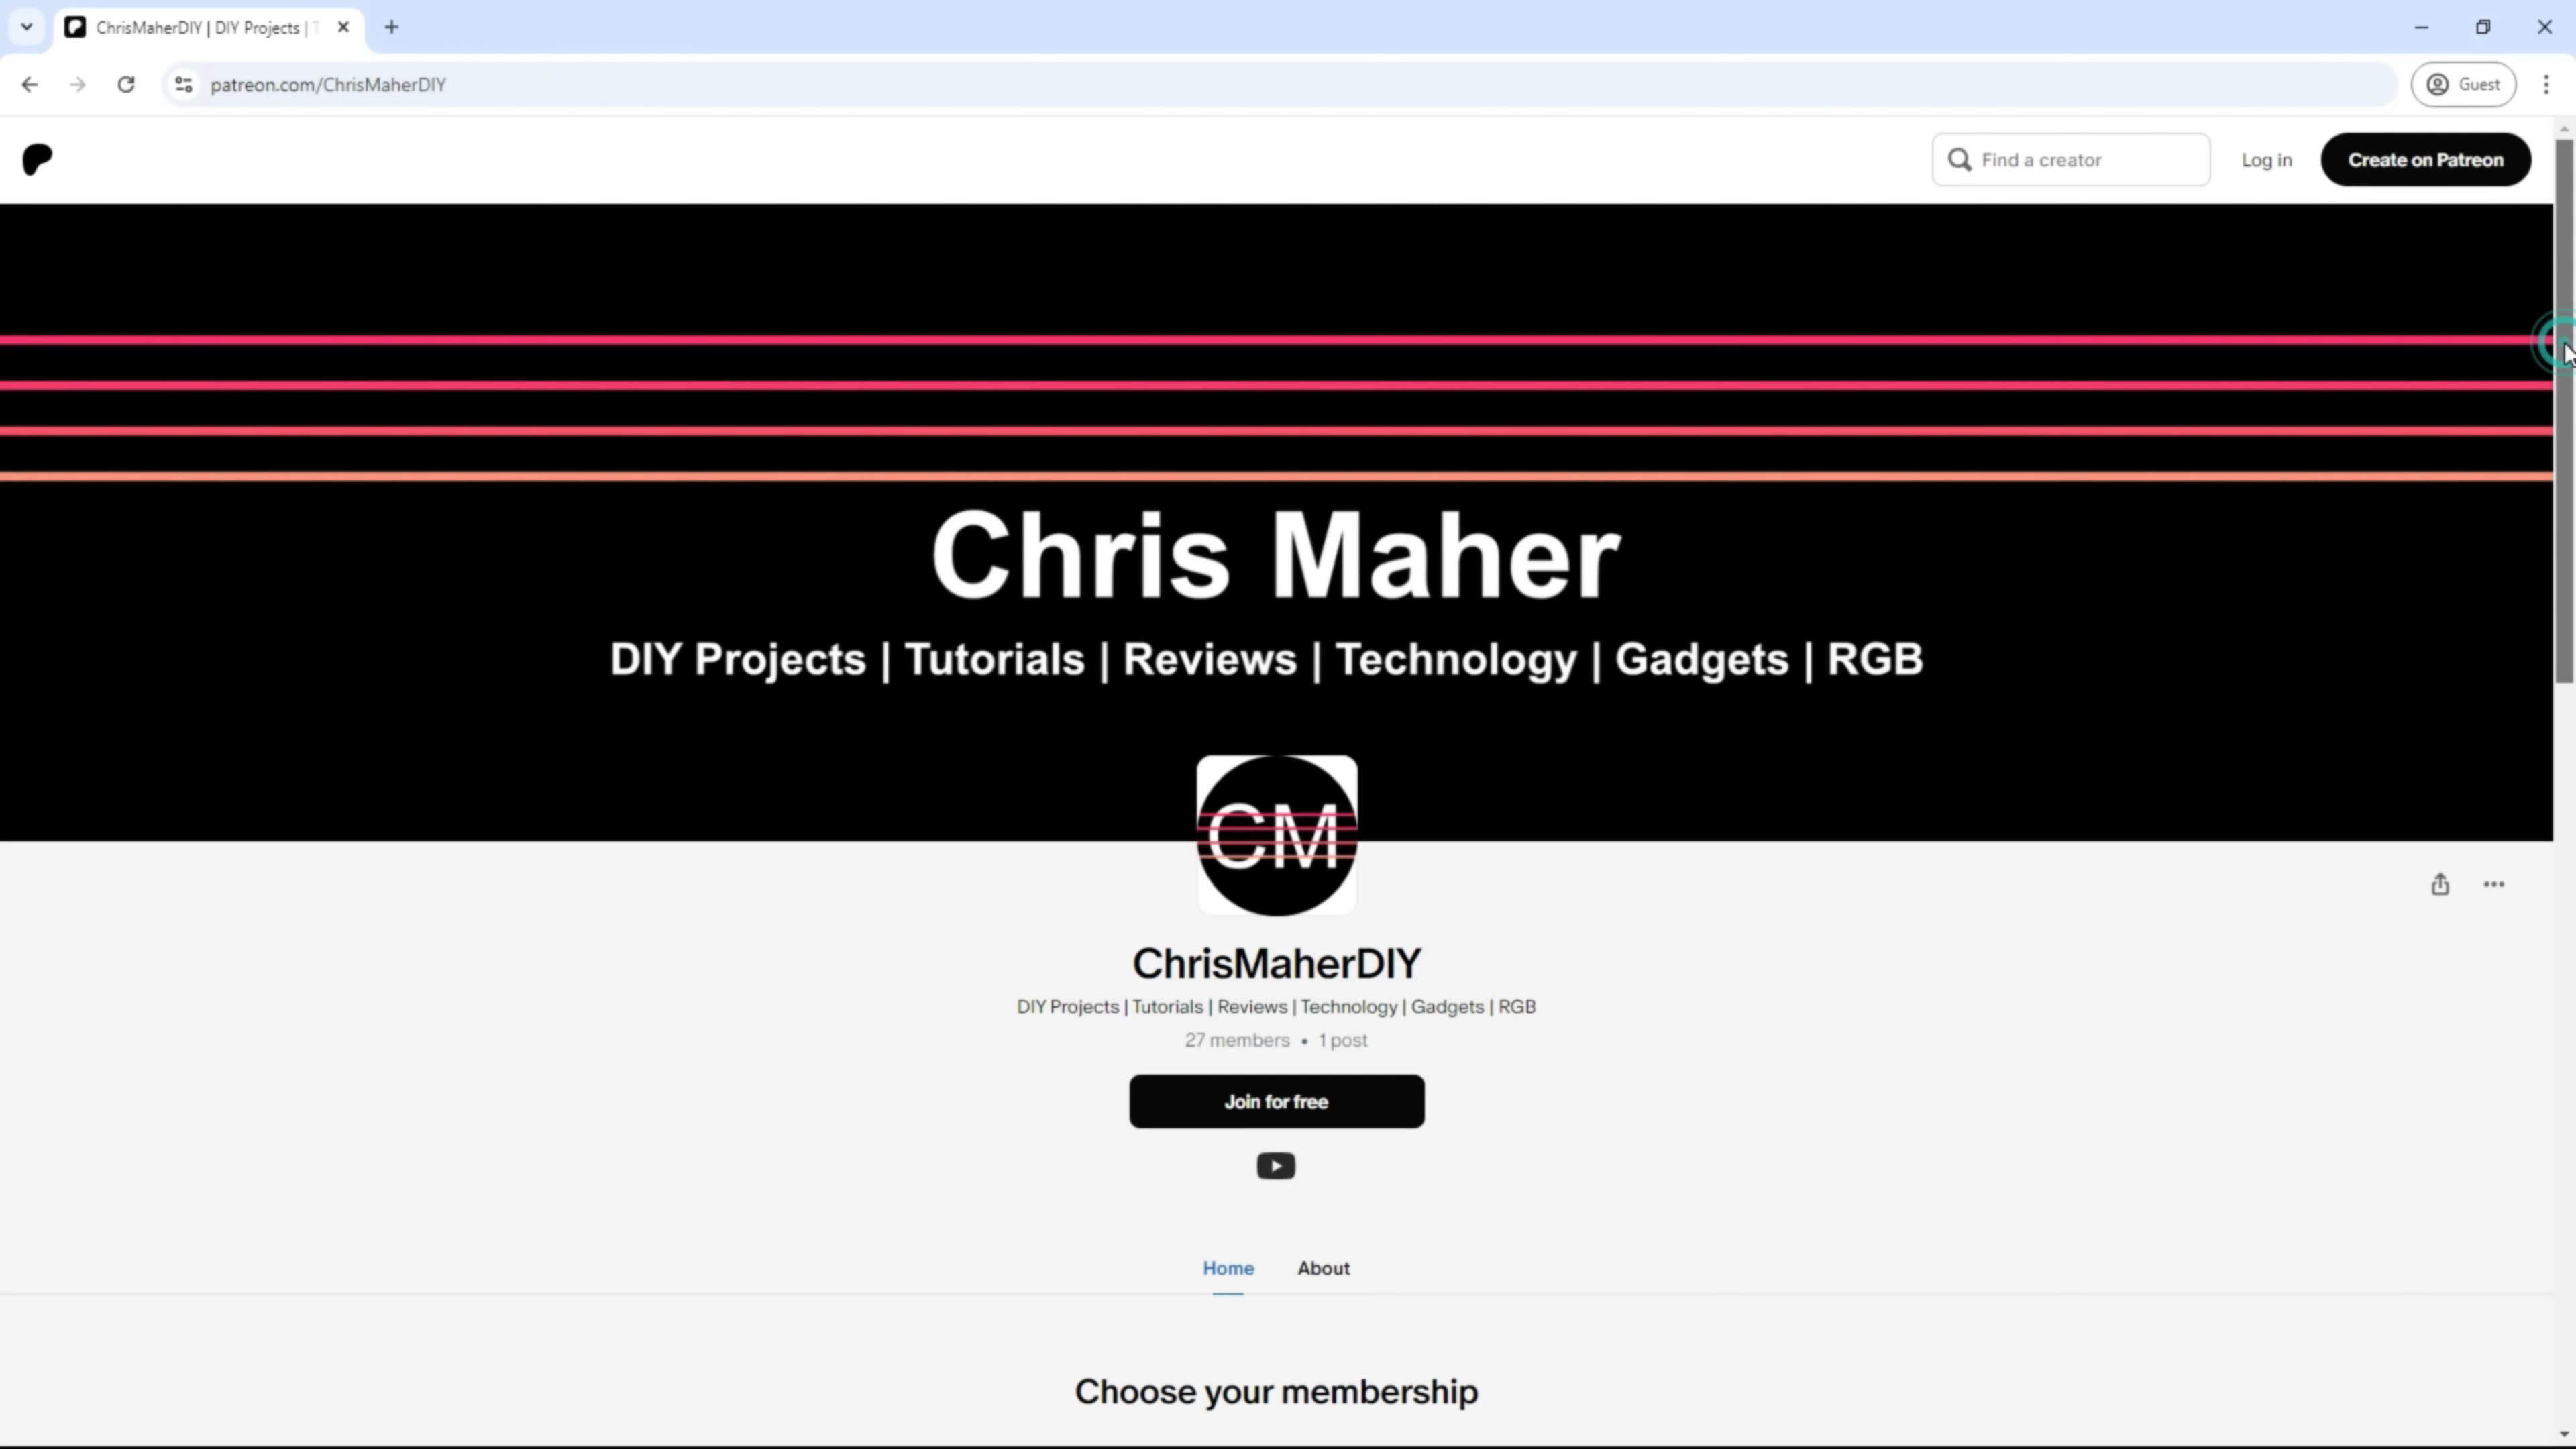 ChrisMaherDIY | DIY Projects |
patreon.com/ChrisMaherDIY
Guest
Find a creator
Log in
Create on Patreon
Chris Maher
DIY Projects | Tutorials | Reviews | Technology | Gadgets | RGB
CM
ChrisMaherDIY
DIY Projects | Tutorials | Reviews | Technology | Gadgets | RGB
27 members • 1 post
Join for free
Home About
Choose your membership